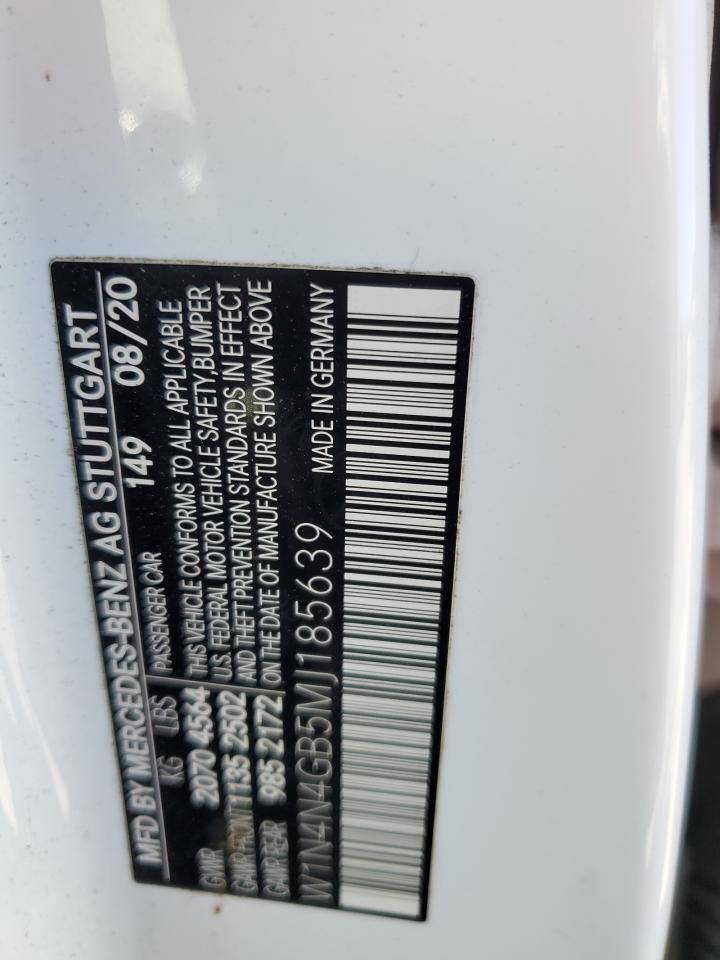 MFD BY MERCEDES-BENZ AG STUTTGART
KG LBS 149 08/20
PASSENGER CAR
GVWR 2070 4564 THIS VEHICLE CONFORMS TO ALL APPLICABLE
GAWR FRONT 1135 2502 U.S. FEDERAL MOTOR VEHICLE SAFETY,BUMPER
GAWR REAR 985 2172 AND THEFT PREVENTION STANDARDS IN EFFECT
ON THE DATE OF MANUFACTURE SHOWN ABOVE
W1N4N4GB5MJ185639 MADE IN GERMANY